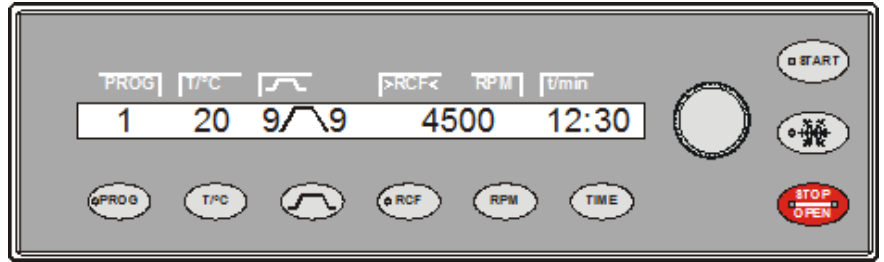 PROG T/°C >RCF< RPM t/min
1 20 9 9 4500 12:30
START
PROG T/°C RCF RPM TIME
STOP
OPEN